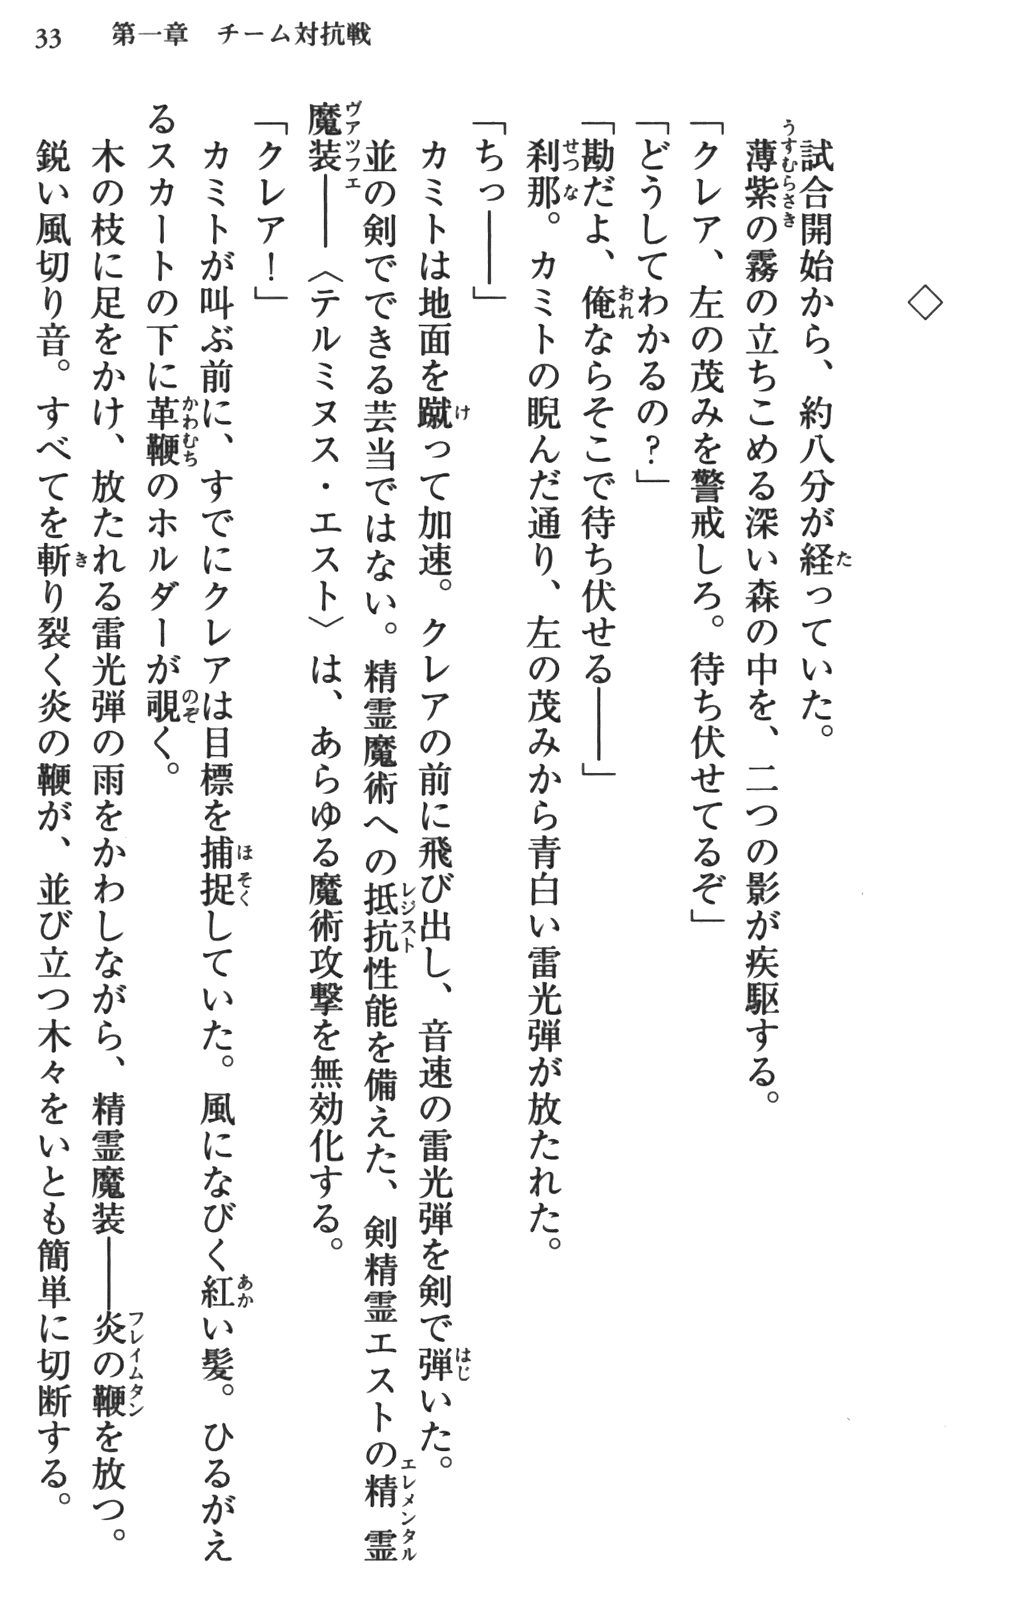 33　第一章　チーム対抗戦
◇
試合開始から、約八分が経っていた。
薄紫の霧の立ちこめる深い森の中を、二つの影が疾駆する。
「クレア、左の茂みを警戒しろ。待ち伏せてるぞ」
「どうしてわかるの？」
「勘だよ、俺ならそこで待ち伏せる――」
刹那。カミトの睨んだ通り、左の茂みから青白い雷光弾が放たれた。
「ちっ――」
カミトは地面を蹴って加速。クレアの前に飛び出し、音速の雷光弾を剣で弾いた。
並の剣でできる芸当ではない。精霊魔術への抵抗性能を備えた、剣精霊エストの精霊
魔装――〈テルミヌス・エスト〉は、あらゆる魔術攻撃を無効化する。
「クレア！」
カミトが叫ぶ前に、すでにクレアは目標を捕捉していた。風になびく紅い髪。ひるがえ
るスカートの下に革鞭のホルダーが覗く。
木の枝に足をかけ、放たれる雷光弾の雨をかわしながら、精霊魔装――炎の鞭を放つ。
鋭い風切り音。すべてを斬り裂く炎の鞭が、並び立つ木々をいとも簡単に切断する。